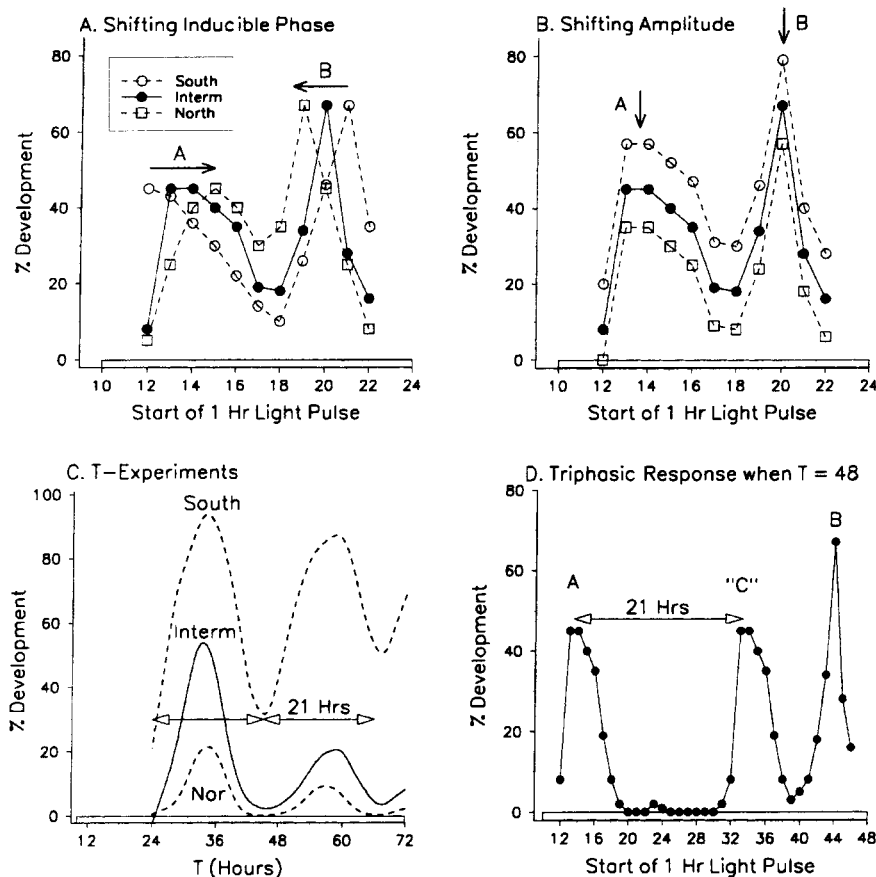 A. Shifting Inducible Phase
80
60
40
20
0
% Development
South
Interm
North
A
B
10 12 14 16 18 20 22 24
Start of 1 Hr Light Pulse
B. Shifting Amplitude
80
60
40
20
0
% Development
A
B
10 12 14 16 18 20 22 24
Start of 1 Hr Light Pulse
C. T-Experiments
100
80
60
40
20
0
% Development
South
Interm
21 Hrs
Nor
12 24 36 48 60 72
T (Hours)
D. Triphasic Response when T = 48
80
60
40
20
0
% Development
A
"C"
B
21 Hrs
12 16 20 24 28 32 36 40 44 48
Start of 1 Hr Light Pulse